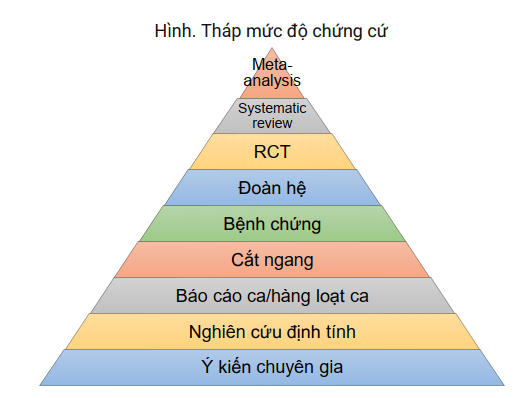 Hình. Tháp mức độ chứng cứ
Meta-
analysis
Systematic
review
RCT
Đoàn hệ
Bệnh chứng
Cắt ngang
Báo cáo ca/hàng loạt ca
Nghiên cứu định tính
Ý kiến chuyên gia